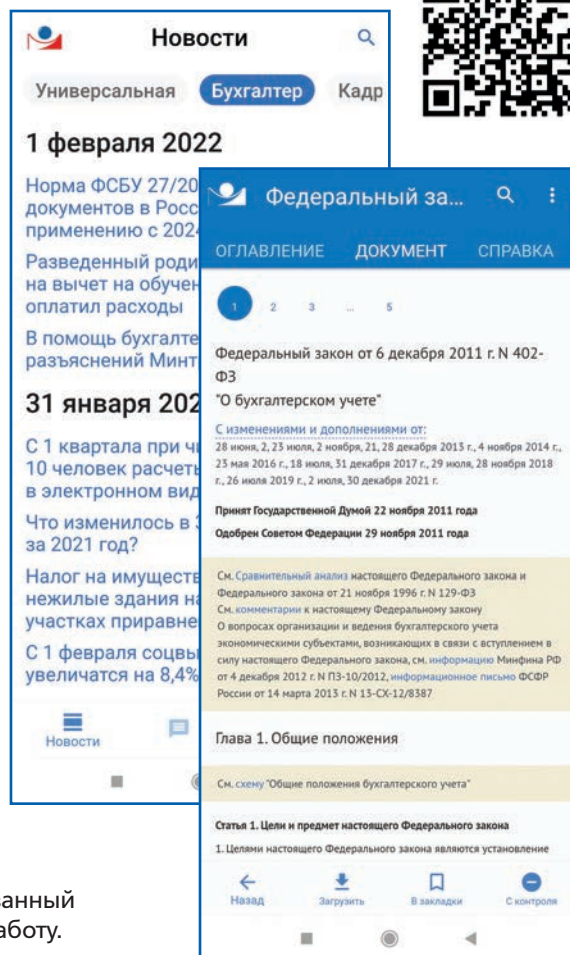 Новости
Универсальная Бухгалтер Кадр
1 февраля 2022
Норма ФСБУ 27/20
документов в Росс
применению с 2024
Разведенный роди
на вычет на обучен
оплатил расходы
В помощь бухгалте
разъяснений Минт
31 января 202
С 1 квартала при чи
10 человек расчеты
в электронном вид
Что изменилось в З
за 2021 год?
Налог на имуществ
нежилые здания на
участках приравне
С 1 февраля соцвы
увеличатся на 8,4%
Новости
Федеральный за...
ОГЛАВЛЕНИЕ ДОКУМЕНТ СПРАВКА
1 2 3 ... 5
Федеральный закон от 6 декабря 2011 г. N 402-
ФЗ
"О бухгалтерском учете"
С изменениями и дополнениями от:
28 июня, 2, 23 июля, 2 ноября, 21, 28 декабря 2013 г., 4 ноября 2014 г.,
23 мая 2016 г., 18 июля, 31 декабря 2017 г., 29 июля, 28 ноября 2018
г., 26 июля 2019 г., 2 июля, 30 декабря 2021 г.
Принят Государственной Думой 22 ноября 2011 года
Одобрен Советом Федерации 29 ноября 2011 года
См. Сравнительный анализ настоящего Федерального закона и
Федерального закона от 21 ноября 1996 г. N 129-ФЗ
См. комментарии к настоящему Федеральному закону
О вопросах организации и ведения бухгалтерского учета
экономическими субъектами, возникающих в связи с вступлением в
силу настоящего Федерального закона, см. информацию Минфина РФ
от 4 декабря 2012 г. N ПЗ-10/2012, информационное письмо ФСФР
России от 14 марта 2013 г. N 13-СХ-12/8387
Глава 1. Общие положения
См. схему "Общие положения бухгалтерского учета"
Статья 1. Цели и предмет настоящего Федерального закона
1. Целями настоящего Федерального закона являются установление
Назад Загрузить В закладки С контроля
ванный
аботу.